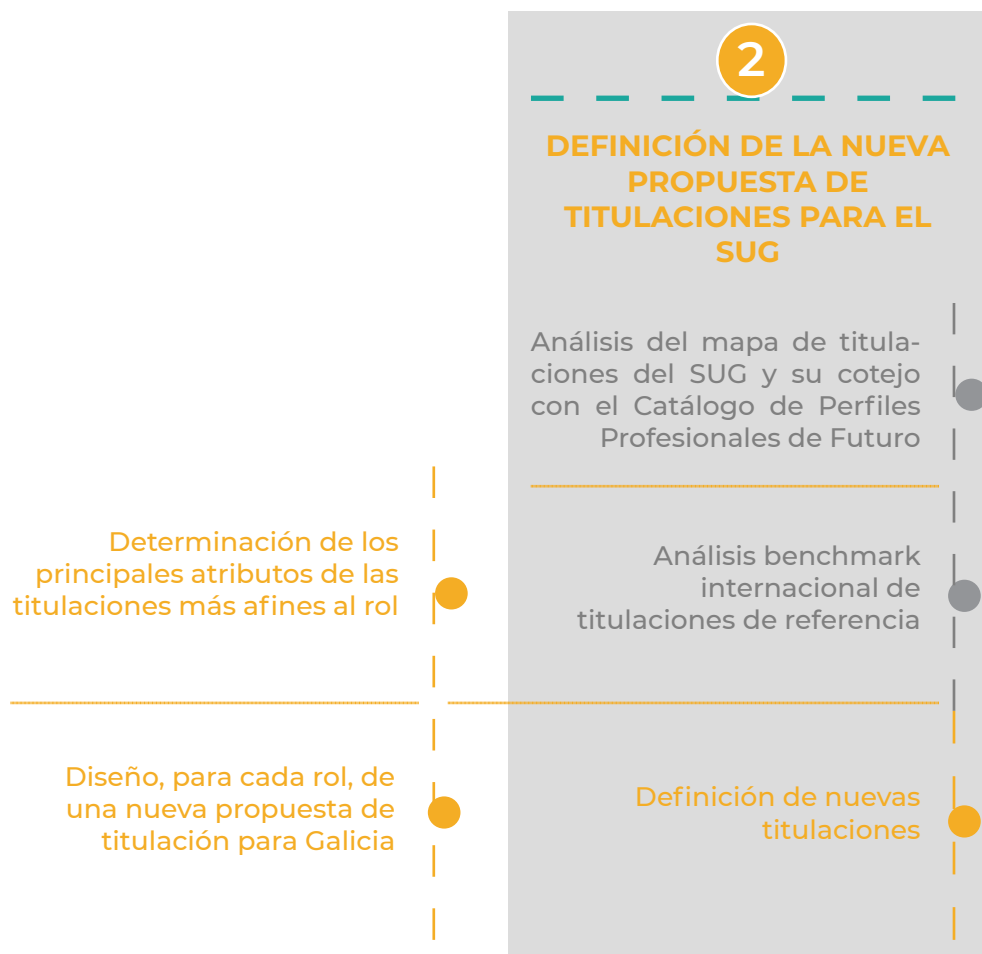 2
DEFINICIÓN DE LA NUEVA
PROPUESTA DE
TITULACIONES PARA EL
SUG
Análisis del mapa de titula-
ciones del SUG y su cotejo
con el Catálogo de Perfiles
Profesionales de Futuro
Análisis benchmark
internacional de
titulaciones de referencia
Definición de nuevas
titulaciones
Determinación de los
principales atributos de las
titulaciones más afines al rol
Diseño, para cada rol, de
una nueva propuesta de
titulación para Galicia